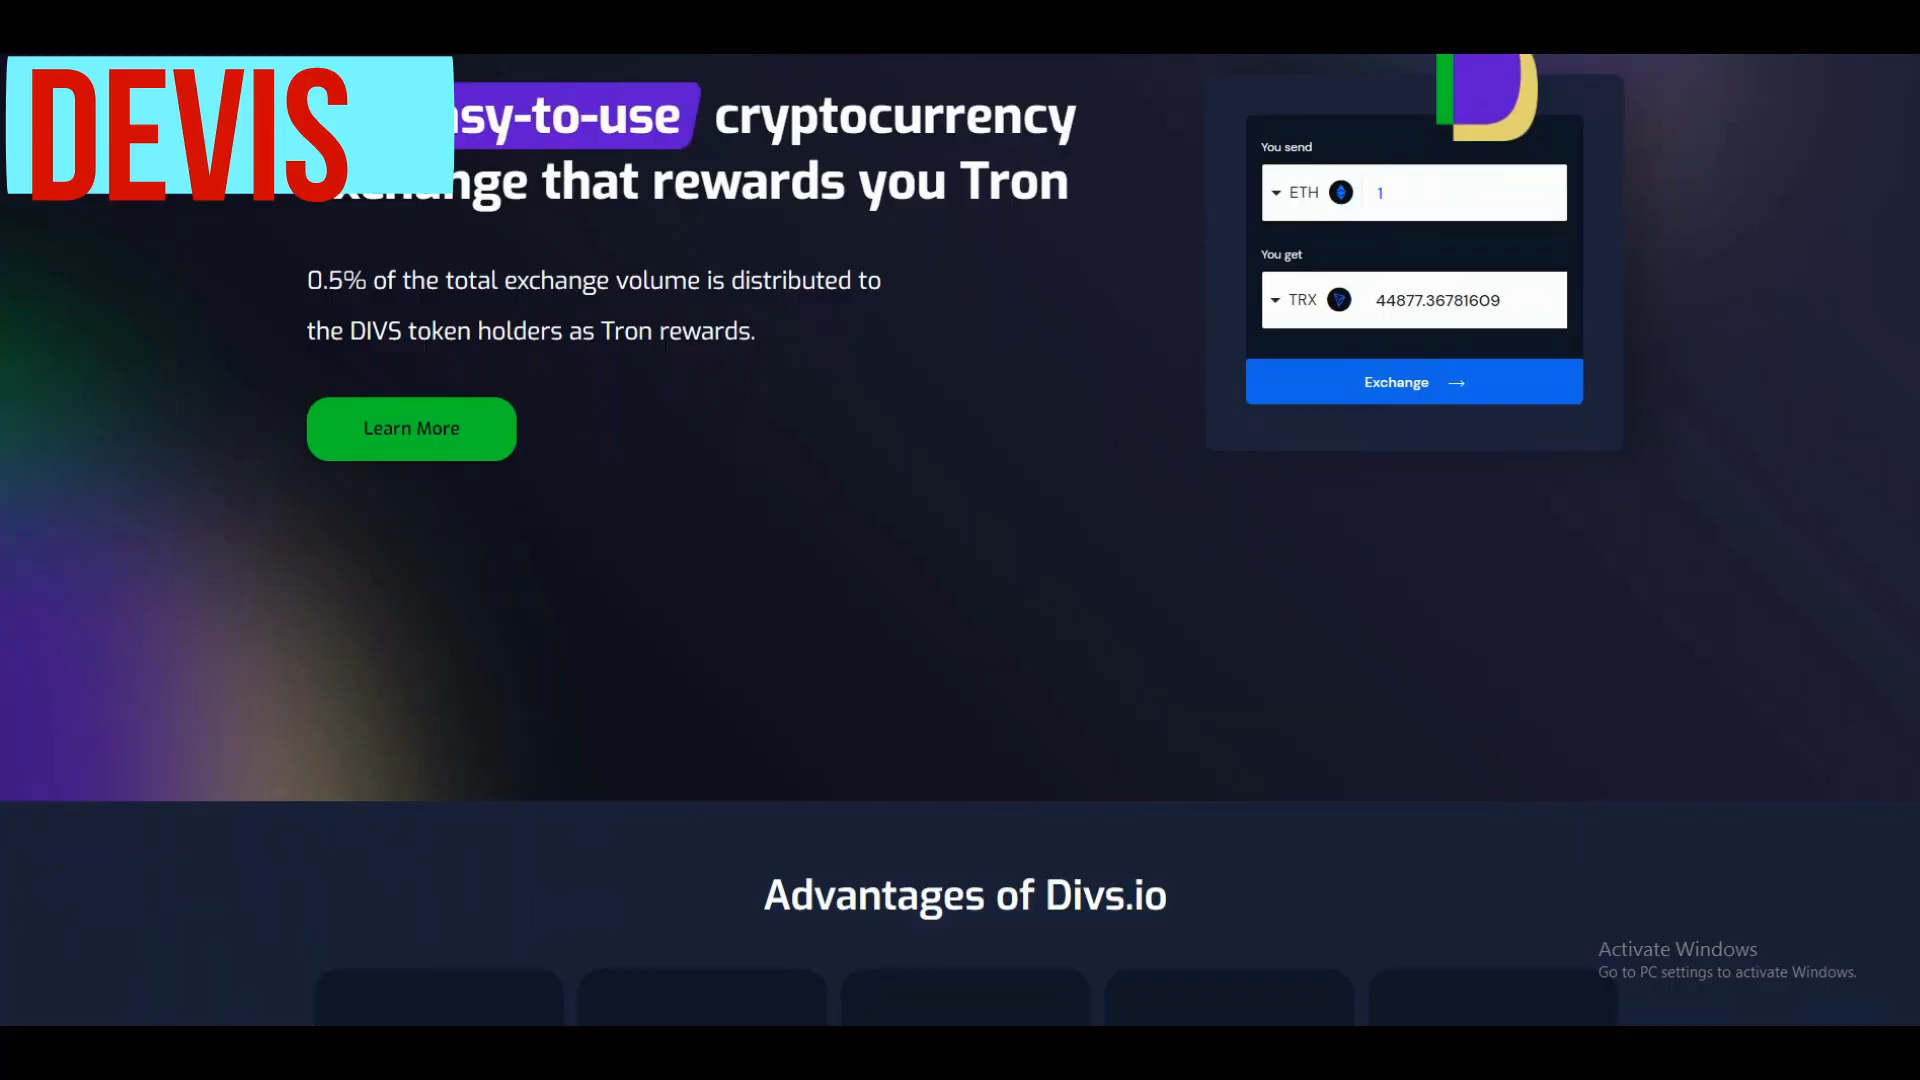 DEVIS
sy-to-use cryptocurrency
nge that rewards you Tron
0.5% of the total exchange volume is distributed to
the DIVS token holders as Tron rewards.
Learn More
You send
ETH 1
You get
TRX 44877.36781609
Exchange →
Advantages of Divs.io
Activate Windows
Go to PC settings to activate Windows.